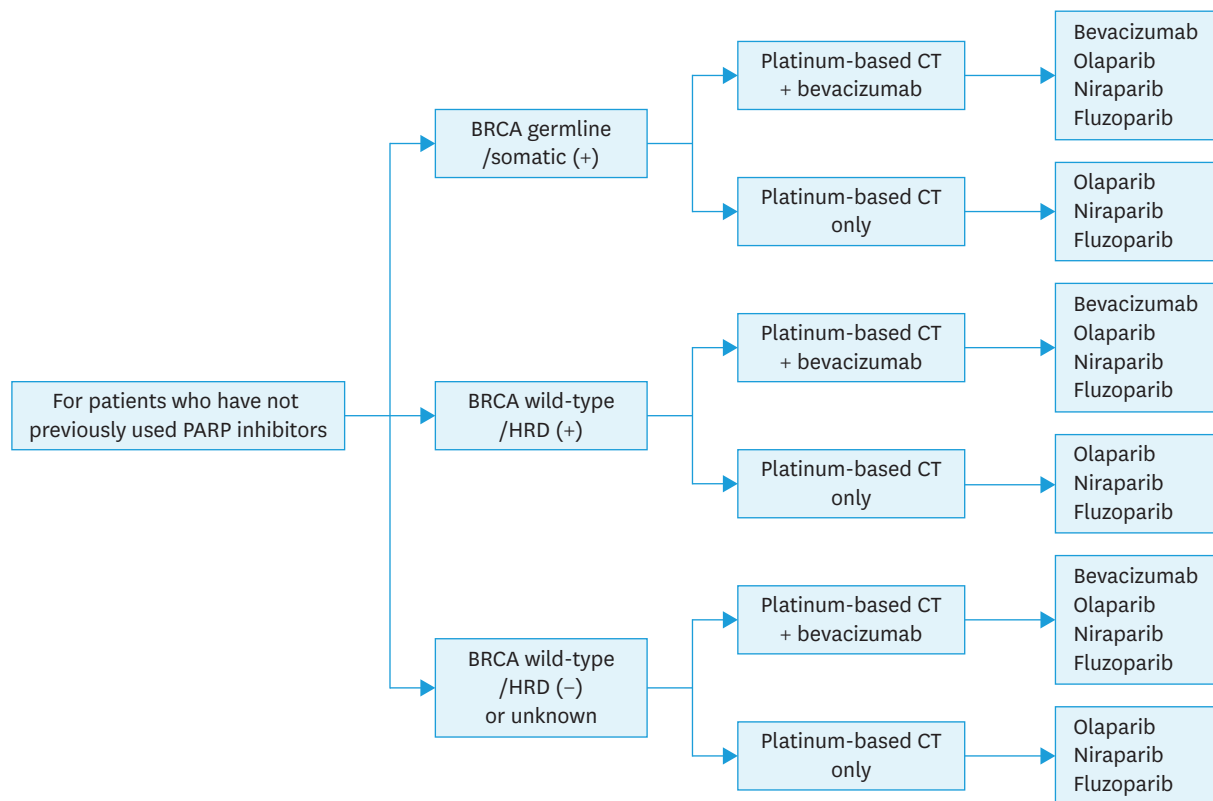 For patients who have not
previously used PARP inhibitors
BRCA germline
/somatic (+)
Platinum-based CT
+ bevacizumab
Bevacizumab
Olaparib
Niraparib
Fluzoparib
Platinum-based CT
only
Olaparib
Niraparib
Fluzoparib
BRCA wild-type
/HRD (+)
Platinum-based CT
+ bevacizumab
Bevacizumab
Olaparib
Niraparib
Fluzoparib
Platinum-based CT
only
Olaparib
Niraparib
Fluzoparib
BRCA wild-type
/HRD (−)
or unknown
Platinum-based CT
+ bevacizumab
Bevacizumab
Olaparib
Niraparib
Fluzoparib
Platinum-based CT
only
Olaparib
Niraparib
Fluzoparib